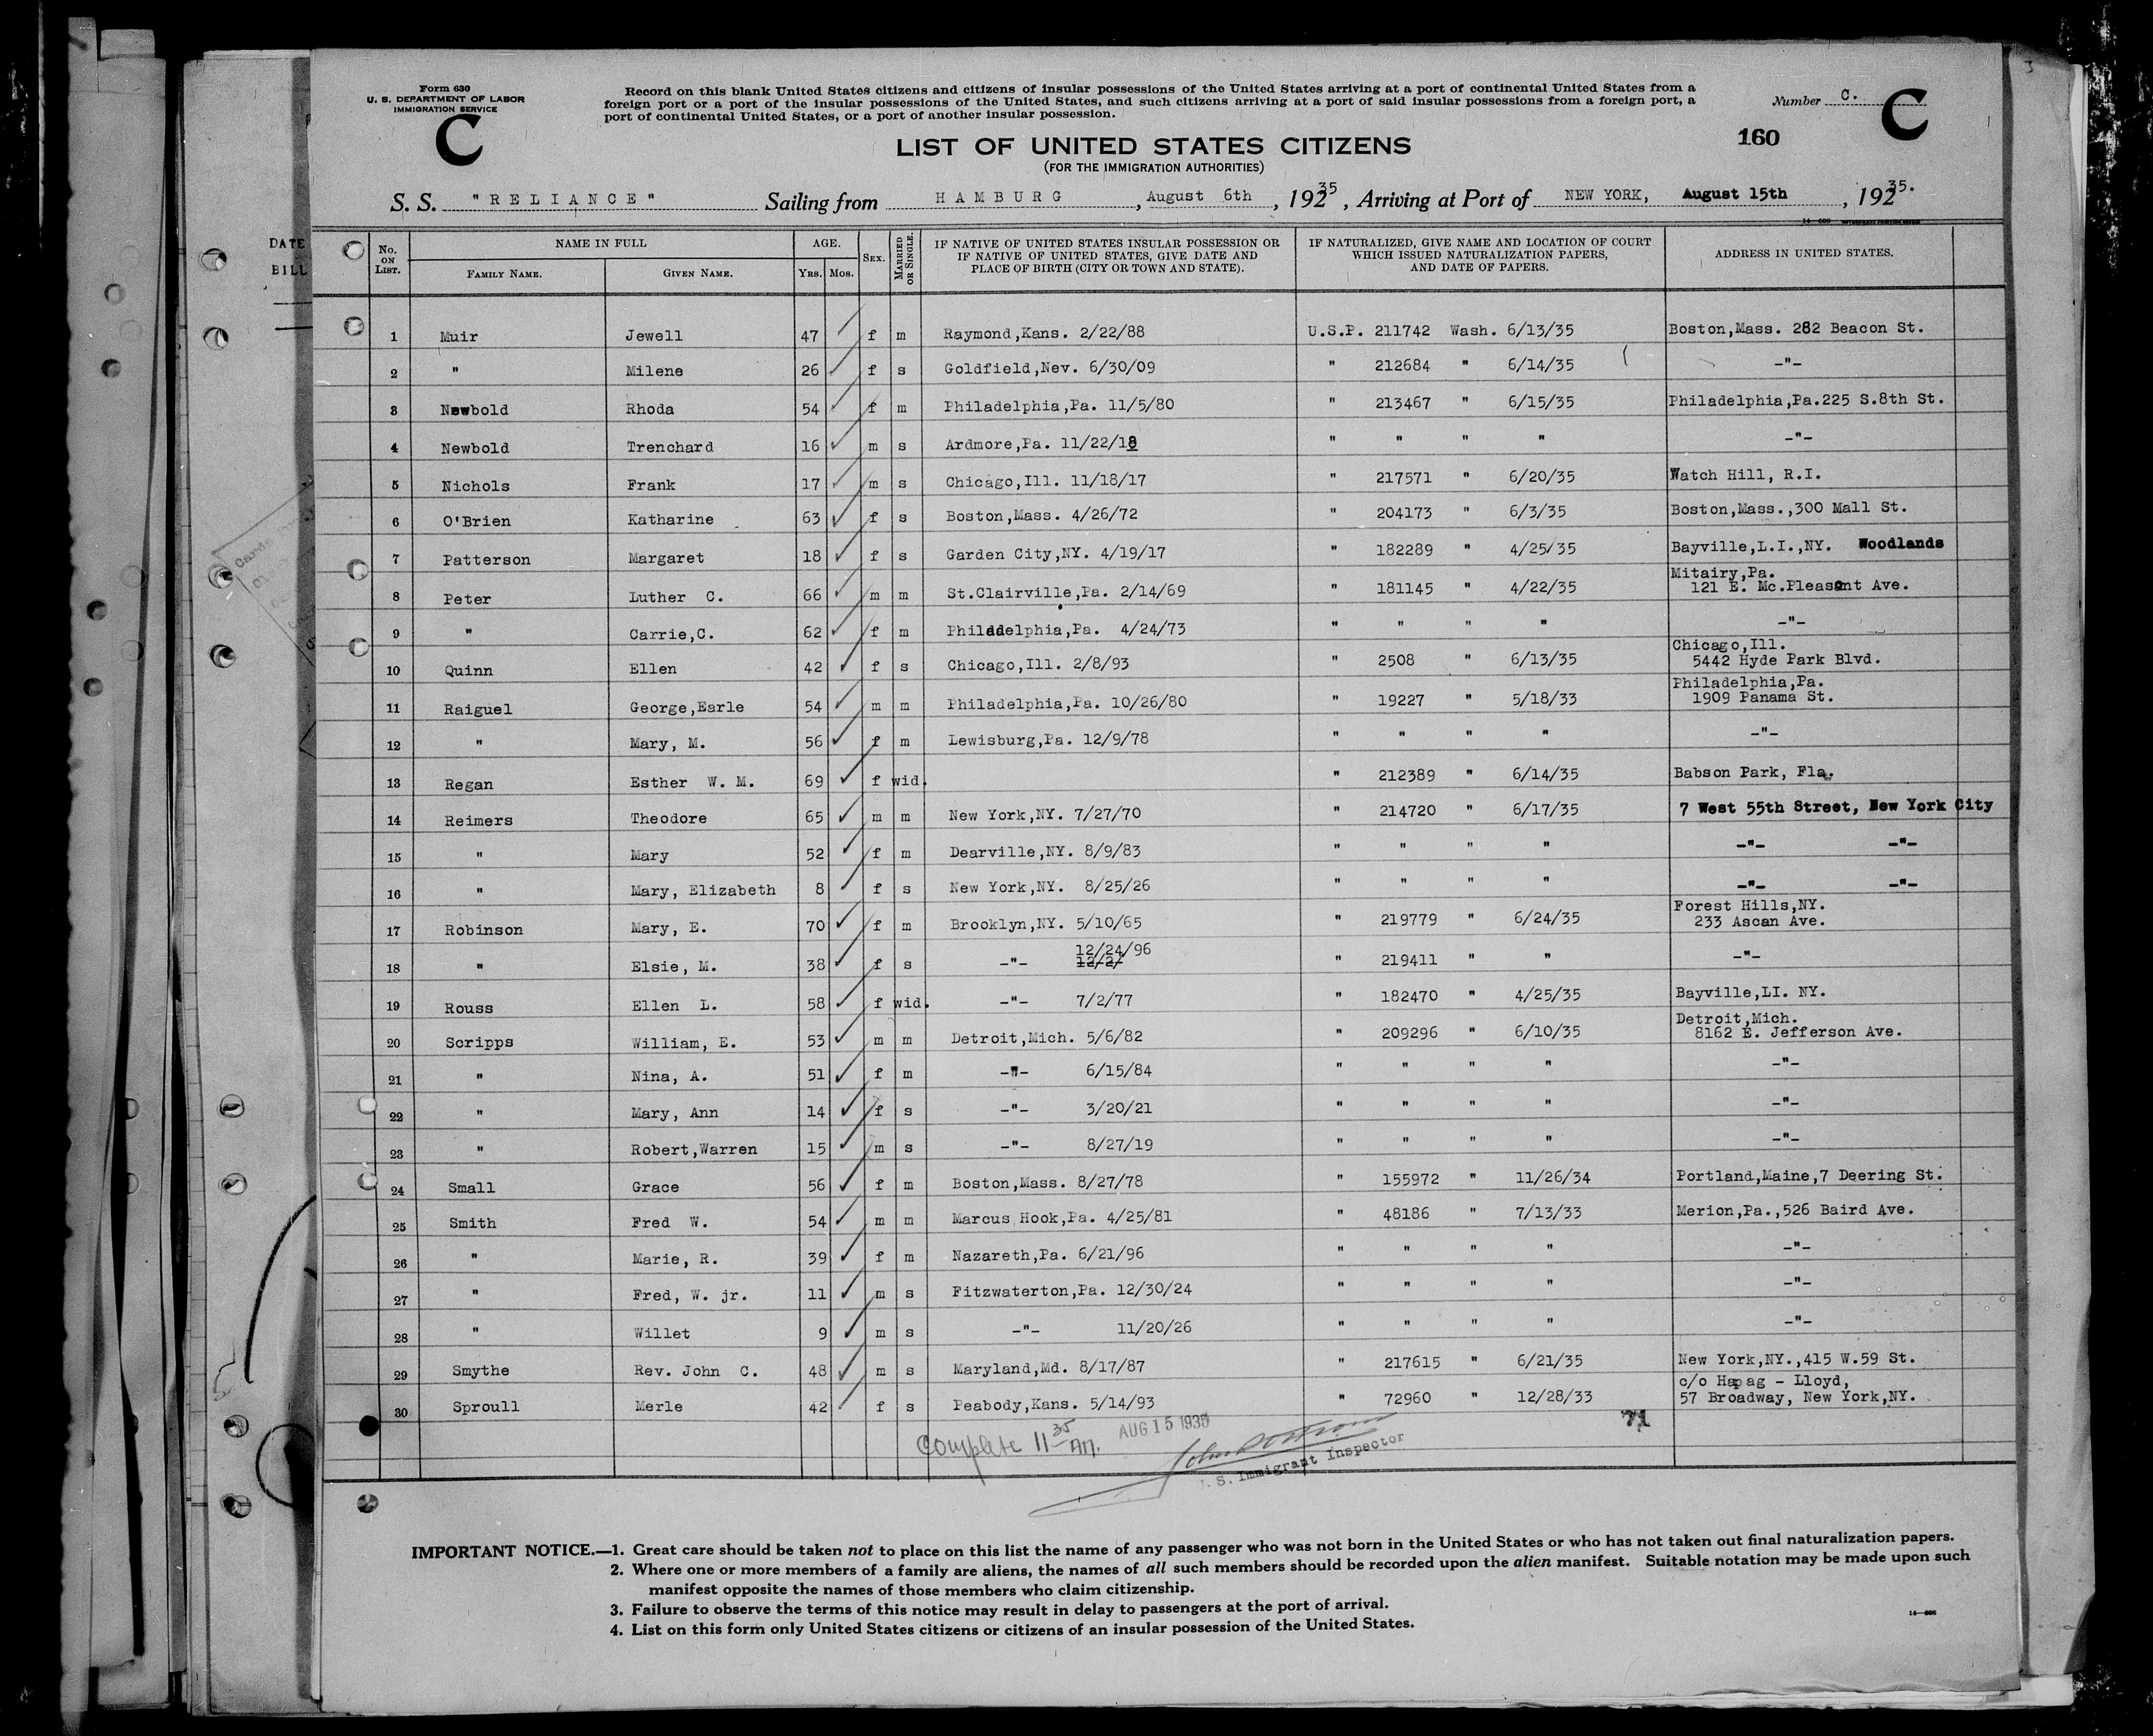 Form 630
U. S. DEPARTMENT OF LABOR
IMMIGRATION SERVICE
C
Record on this blank United States citizens and citizens of insular possessions of the United States arriving at a port of continental United States from a
foreign port or a port of the insular possessions of the United States, and such citizens arriving at a port of said insular possessions from a foreign port, a
port of continental United States, or a port of another insular possession.
Number C.
C
160
LIST OF UNITED STATES CITIZENS
(FOR THE IMMIGRATION AUTHORITIES)
S. S. "RELIANCE" Sailing from HAMBURG, August 6th, 19235, Arriving at Port of NEW YORK, August 15th, 19235.
DATE
BILL
No. ON LIST. NAME IN FULL FAMILY NAME. GIVEN NAME. AGE. YRS. MOS. SEX. MARRIED OR SINGLE. IF NATIVE OF UNITED STATES INSULAR POSSESSION OR IF NATIVE OF UNITED STATES, GIVE DATE AND PLACE OF BIRTH (CITY OR TOWN AND STATE). IF NATURALIZED, GIVE NAME AND LOCATION OF COURT WHICH ISSUED NATURALIZATION PAPERS, AND DATE OF PAPERS. ADDRESS IN UNITED STATES.
1 Muir Jewell 47 f m Raymond,Kans. 2/22/88 U.S.P. 211742 Wash. 6/13/35 Boston,Mass. 282 Beacon St.
2 " Milene 26 f s Goldfield,Nev. 6/30/09 " 212684 " 6/14/35 -"-
3 Newbold Rhoda 54 f m Philadelphia,Pa. 11/5/80 " 213467 " 6/15/35 Philadelphia,Pa.225 S.8th St.
4 Newbold Trenchard 16 m s Ardmore,Pa. 11/22/18 " " " " -"-
5 Nichols Frank 17 m s Chicago,Ill. 11/18/17 " 217571 " 6/20/35 Watch Hill, R.I.
6 O'Brien Katharine 63 f s Boston,Mass. 4/26/72 " 204173 " 6/3/35 Boston,Mass.,300 Mall St.
7 Patterson Margaret 18 f s Garden City,NY. 4/19/17 " 182289 " 4/25/35 Bayville,L.I.,NY. Woodlands
8 Peter Luther C. 66 m m St.Clairville,Pa. 2/14/69 " 181145 " 4/22/35 Mitairy,Pa.
121 E. Mc.Pleasant Ave.
9 " Carrie,C. 62 f m Philadelphia,Pa. 4/24/73 " " " " -"-
10 Quinn Ellen 42 f s Chicago,Ill. 2/8/93 " 2508 " 6/13/35 Chicago,Ill.
5442 Hyde Park Blvd.
11 Raiguel George,Earle 54 m m Philadelphia,Pa. 10/26/80 " 19227 " 5/18/33 Philadelphia,Pa.
1909 Panama St.
12 " Mary, M. 56 f m Lewisburg,Pa. 12/9/78 " " " " -"-
13 Regan Esther W. M. 69 f wid. " 212389 " 6/14/35 Babson Park, Fla.
14 Reimers Theodore 65 m m New York,NY. 7/27/70 " 214720 " 6/17/35 7 West 55th Street, New York City
15 " Mary 52 f m Dearville,NY. 8/9/83 " " " " -"- -"-
16 " Mary, Elizabeth 8 f s New York,NY. 8/25/26 " " " " -"- -"-
17 Robinson Mary, E. 70 f m Brooklyn,NY. 5/10/65 " 219779 " 6/24/35 Forest Hills,NY.
233 Ascan Ave.
18 " Elsie, M. 38 f s -"- 12/24/96 " 219411 " " -"-
12/2/
19 Rouss Ellen L. 58 f wid. -"- 7/2/77 " 182470 " 4/25/35 Bayville,LI. NY.
20 Scripps William, E. 53 m m Detroit,Mich. 5/6/82 " 209296 " 6/10/35 Detroit,Mich.
8162 E. Jefferson Ave.
21 " Nina, A. 51 f m -"- 6/15/84 " " " " -"-
22 " Mary, Ann 14 f s -"- 3/20/21 " " " " -"-
23 " Robert,Warren 15 m s -"- 8/27/19 " " " " -"-
24 Small Grace 56 f m Boston,Mass. 8/27/78 " 155972 " 11/26/34 Portland,Maine,7 Deering St.
25 Smith Fred W. 54 m m Marcus Hook,Pa. 4/25/81 " 48186 " 7/13/33 Merion,Pa.,526 Baird Ave.
26 " Marie, R. 39 f m Nazareth,Pa. 6/21/96 " " " " -"-
27 " Fred, W. jr. 11 m s Fitzwaterton,Pa. 12/30/24 " " " " -"-
28 " Willet 9 m s -"- 11/20/26 " " " " -"-
29 Smythe Rev. John C. 48 m s Maryland,Md. 8/17/87 " 217615 " 6/21/35 New York,NY.,415 W.59 St.
30 Sproull Merle 42 f s Peabody,Kans. 5/14/93 " 72960 " 12/28/33 c/o Hapag - Lloyd,
57 Broadway, New York,NY.
Complete 11 35 AM. AUG 15 1935
U. S. Immigrant Inspector
IMPORTANT NOTICE.—1. Great care should be taken not to place on this list the name of any passenger who was not born in the United States or who has not taken out final naturalization papers.
2. Where one or more members of a family are aliens, the names of all such members should be recorded upon the alien manifest. Suitable notation may be made upon such
manifest opposite the names of those members who claim citizenship.
3. Failure to observe the terms of this notice may result in delay to passengers at the port of arrival.
4. List on this form only United States citizens or citizens of an insular possession of the United States.